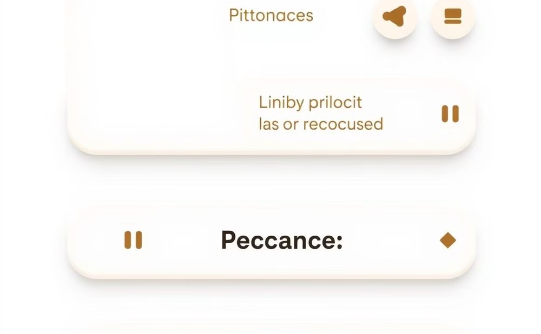 Pittonaces
Liniby prilocit
las or recocused
Peccance: